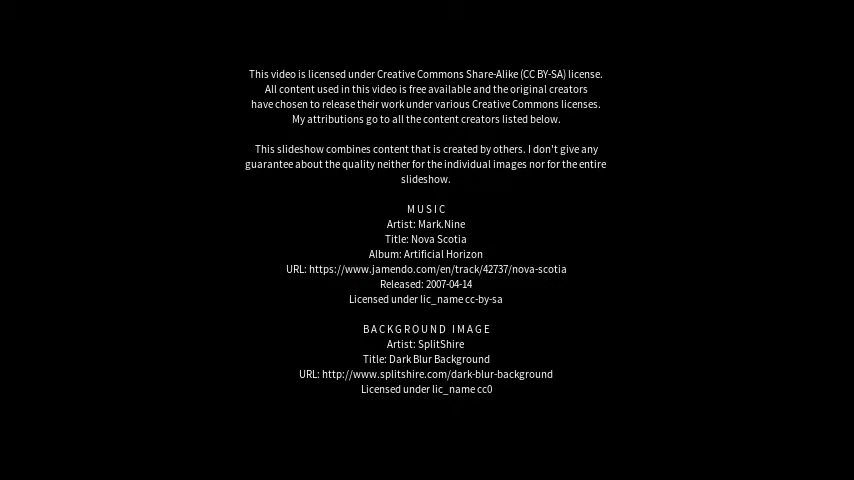 This video is licensed under Creative Commons Share-Alike (CC BY-SA) license.
All content used in this video is free available and the original creators
have chosen to release their work under various Creative Commons licenses.
My attributions go to all the content creators listed below.
This slideshow combines content that is created by others. I don't give any
guarantee about the quality neither for the individual images nor for the entire
slideshow.
MUSIC
Artist: Mark.Nine
Title: Nova Scotia
Album: Artificial Horizon
URL: https://www.jamendo.com/en/track/42737/nova-scotia
Released: 2007-04-14
Licensed under lic_name cc-by-sa
BACKGROUND IMAGE
Artist: SplitShire
Title: Dark Blur Background
URL: http://www.splitshire.com/dark-blur-background
Licensed under lic_name cc0